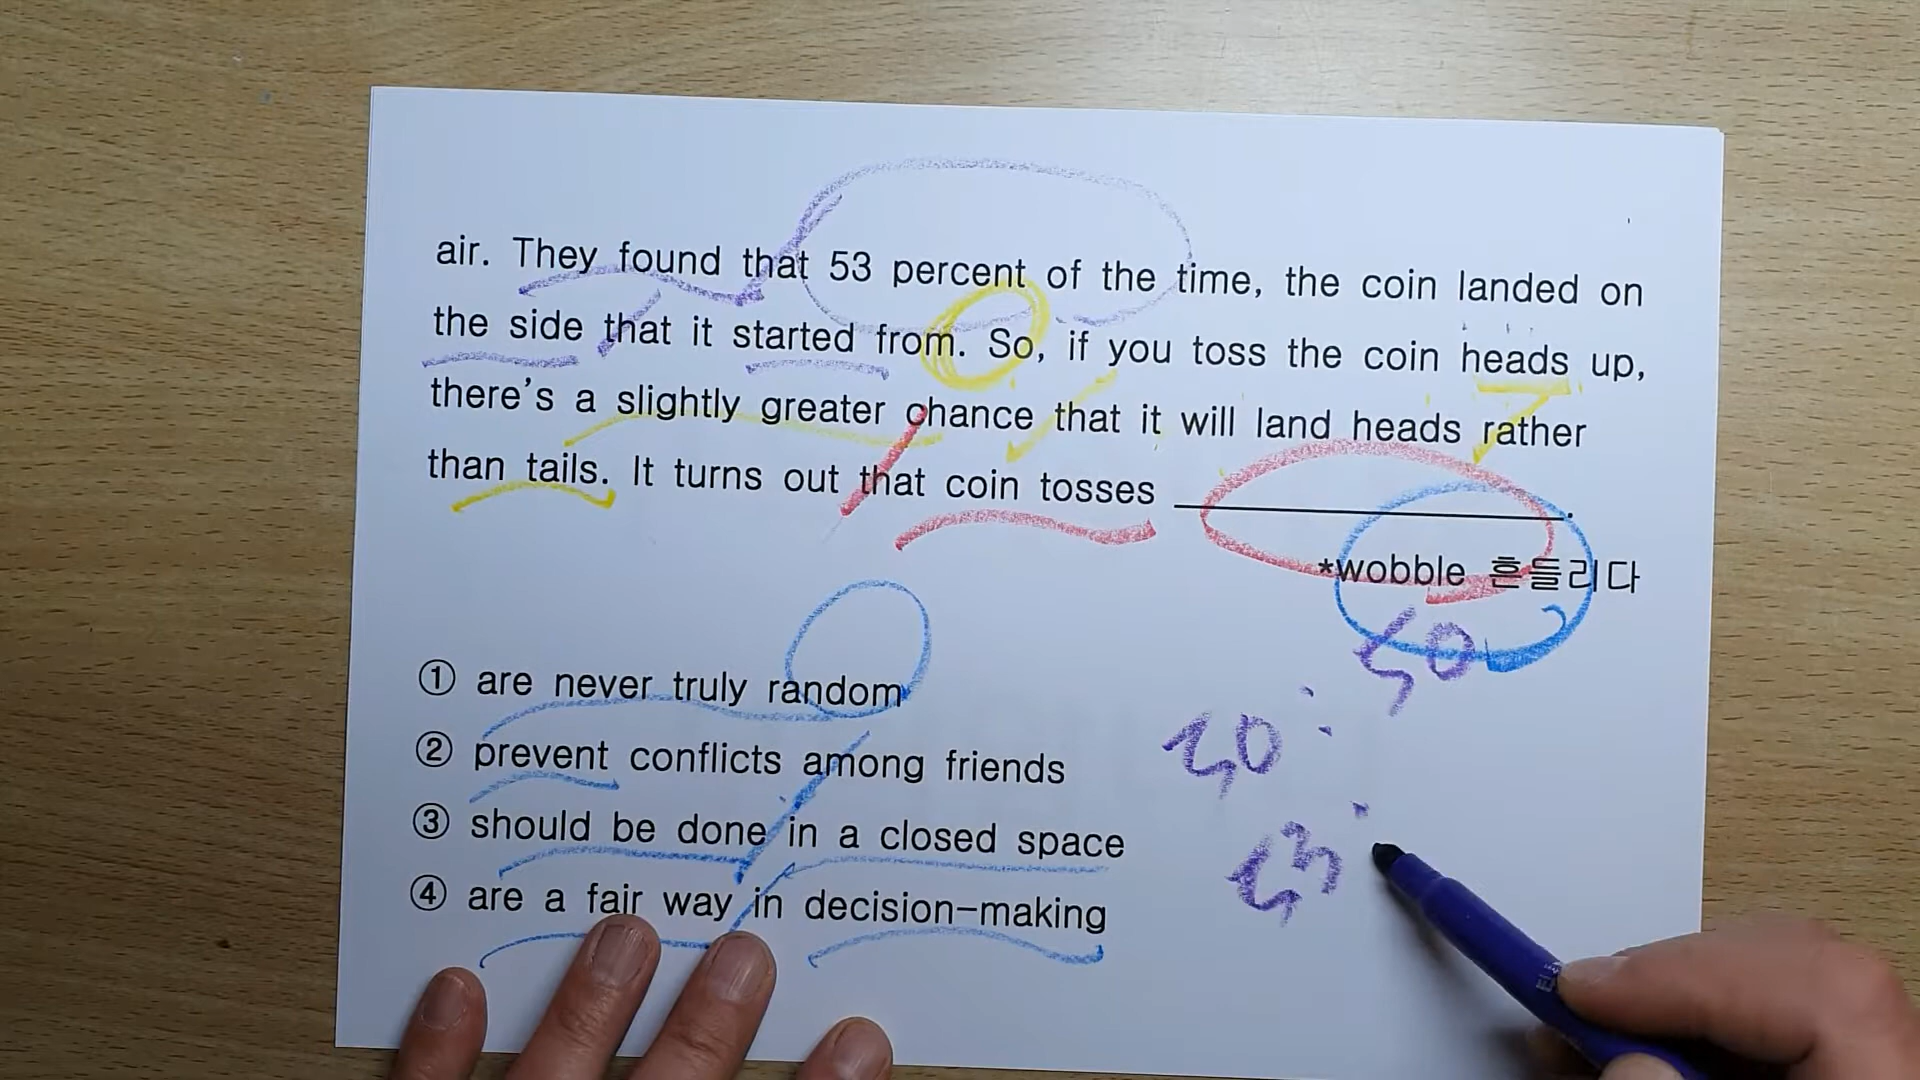 air. They found that 53 percent of the time, the coin landed on
the side that it started from. So, if you toss the coin heads up,
there's a slightly greater chance that it will land heads rather
than tails. It turns out that coin tosses ____________.
*wobble 흔들리다
① are never truly random
② prevent conflicts among friends
③ should be done in a closed space
④ are a fair way in decision-making
50 : 50
53 :